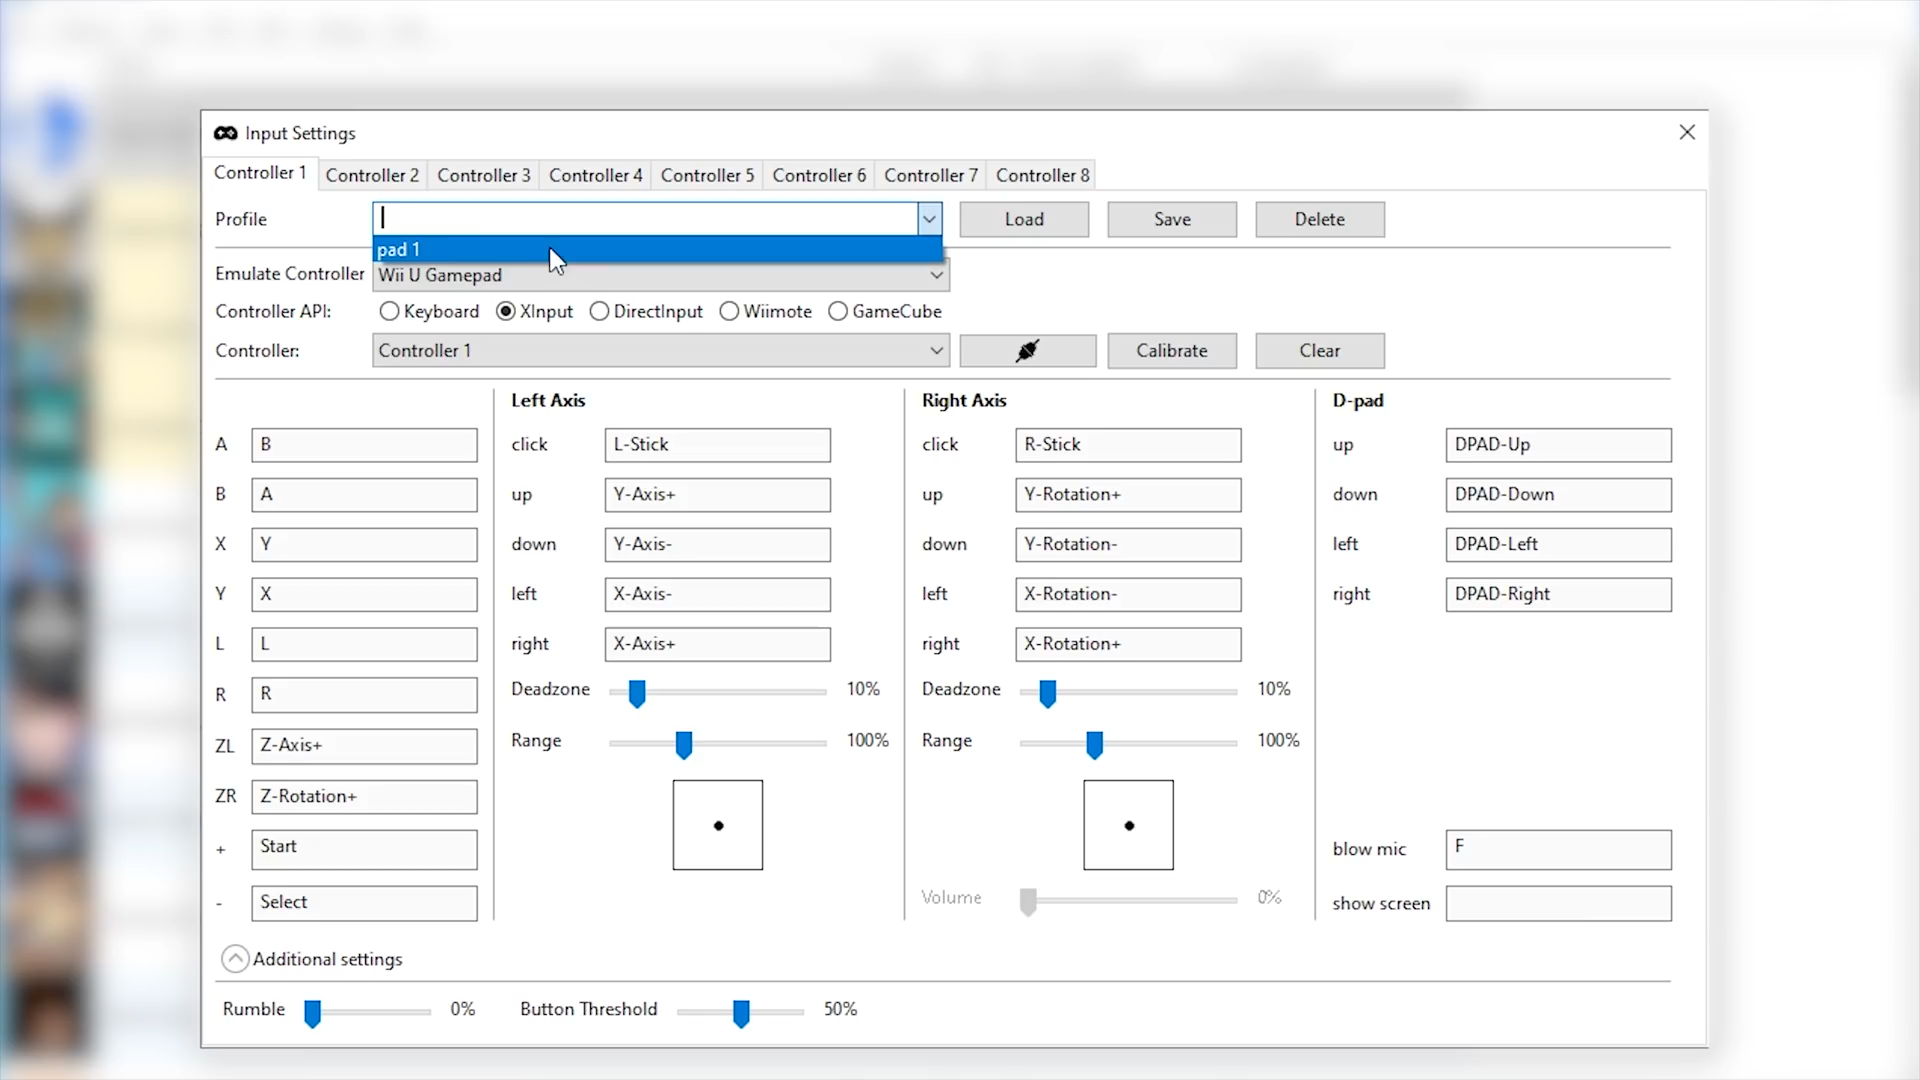 Input Settings
Controller 1 Controller 2 Controller 3 Controller 4 Controller 5 Controller 6 Controller 7 Controller 8
Profile Load Save Delete
pad 1
Emulate Controller Wii U Gamepad
Controller API: Keyboard XInput DirectInput Wiimote GameCube
Controller: Controller 1 Calibrate Clear
Left Axis Right Axis D-pad
A B click L-Stick click R-Stick up DPAD-Up
B A up Y-Axis+ up Y-Rotation+ down DPAD-Down
X Y down Y-Axis- down Y-Rotation- left DPAD-Left
Y X left X-Axis- left X-Rotation- right DPAD-Right
L L right X-Axis+ right X-Rotation+
R R Deadzone 10% Deadzone 10%
ZL Z-Axis+ Range 100% Range 100%
ZR Z-Rotation+
+ Start blow mic F
- Select Volume 0% show screen
Additional settings
Rumble 0% Button Threshold 50%